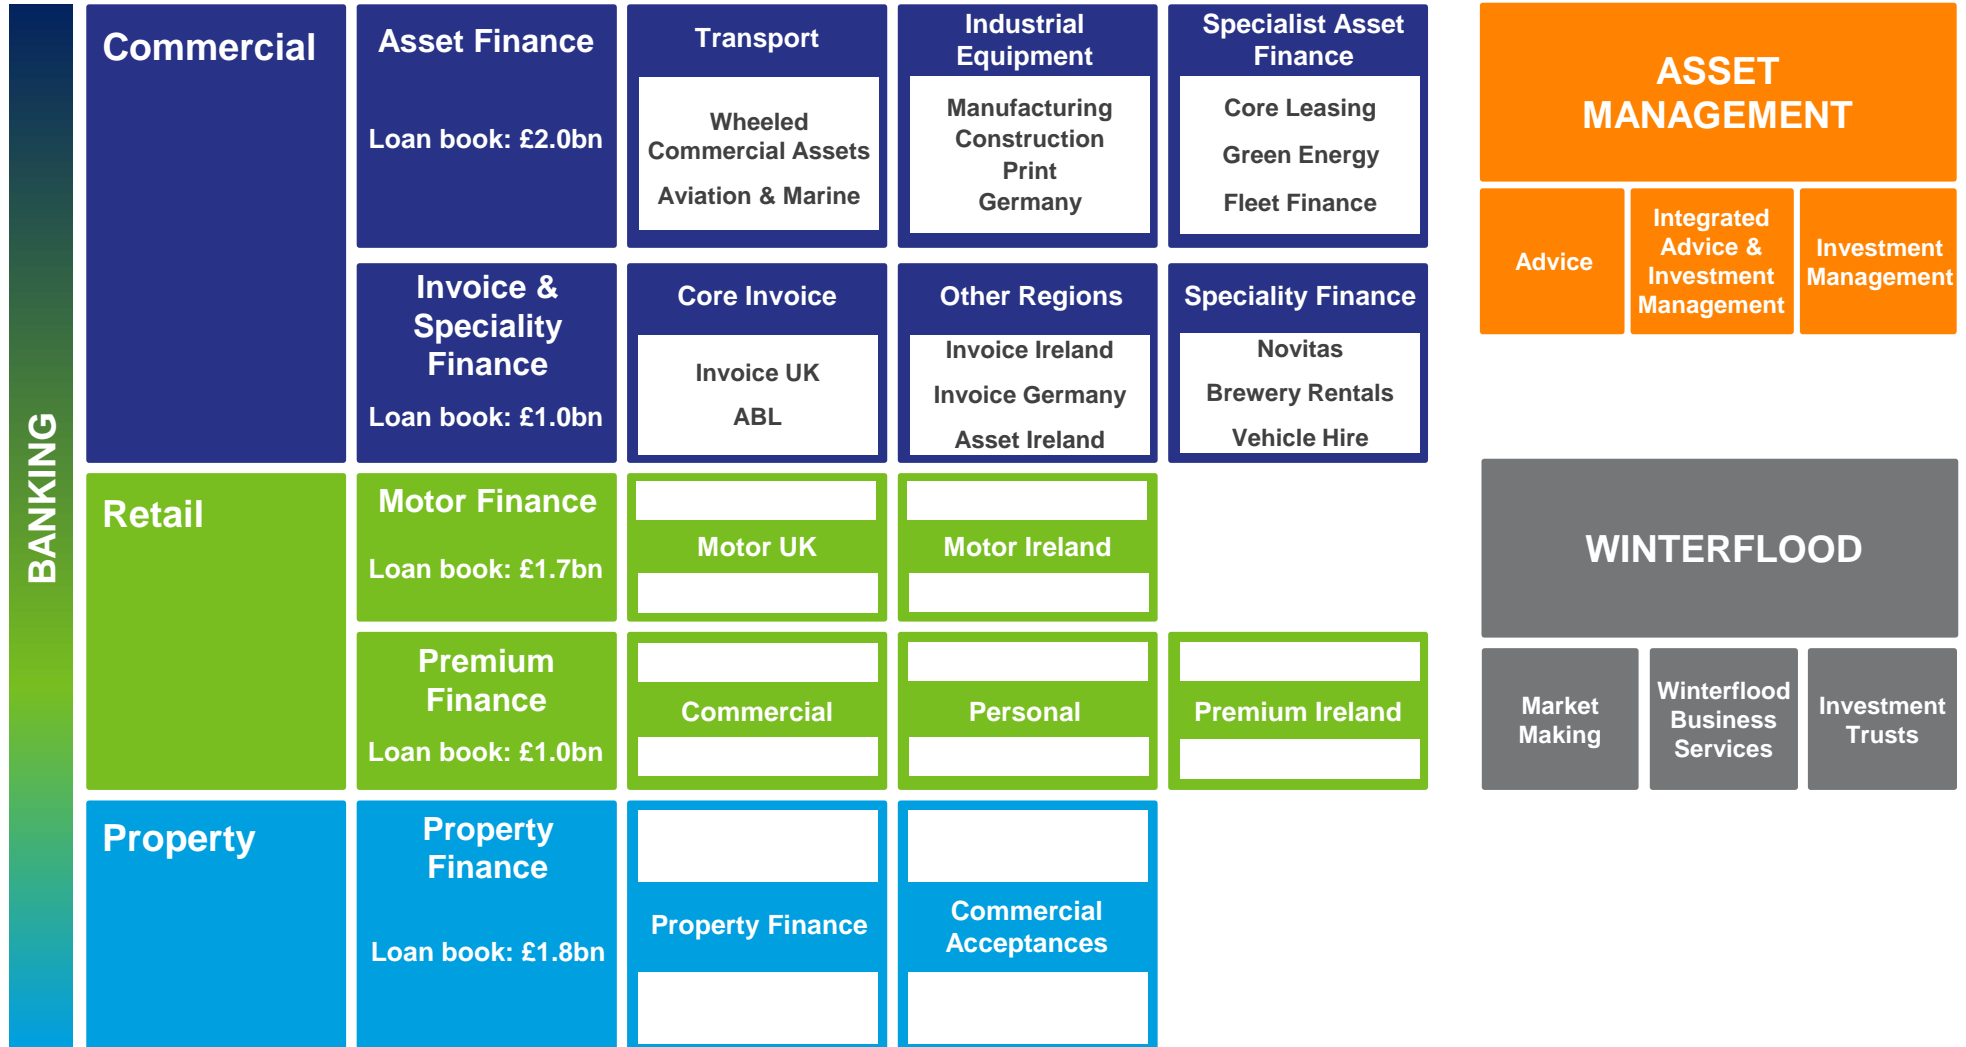 BANKING
Commercial
Asset Finance
Loan book: £2.0bn
Transport
Wheeled
Commercial Assets
Aviation & Marine
Industrial
Equipment
Manufacturing
Construction
Print
Germany
Specialist Asset
Finance
Core Leasing
Green Energy
Fleet Finance
Invoice &
Speciality
Finance
Loan book: £1.0bn
Core Invoice
Invoice UK
ABL
Other Regions
Invoice Ireland
Invoice Germany
Asset Ireland
Speciality Finance
Novitas
Brewery Rentals
Vehicle Hire
Retail
Motor Finance
Loan book: £1.7bn
Motor UK
Motor Ireland
Premium
Finance
Loan book: £1.0bn
Commercial
Personal
Premium Ireland
Property
Property
Finance
Loan book: £1.8bn
Property Finance
Commercial
Acceptances
ASSET
MANAGEMENT
Advice
Integrated
Advice &
Investment
Management
Investment
Management
WINTERFLOOD
Market
Making
Winterflood
Business
Services
Investment
Trusts